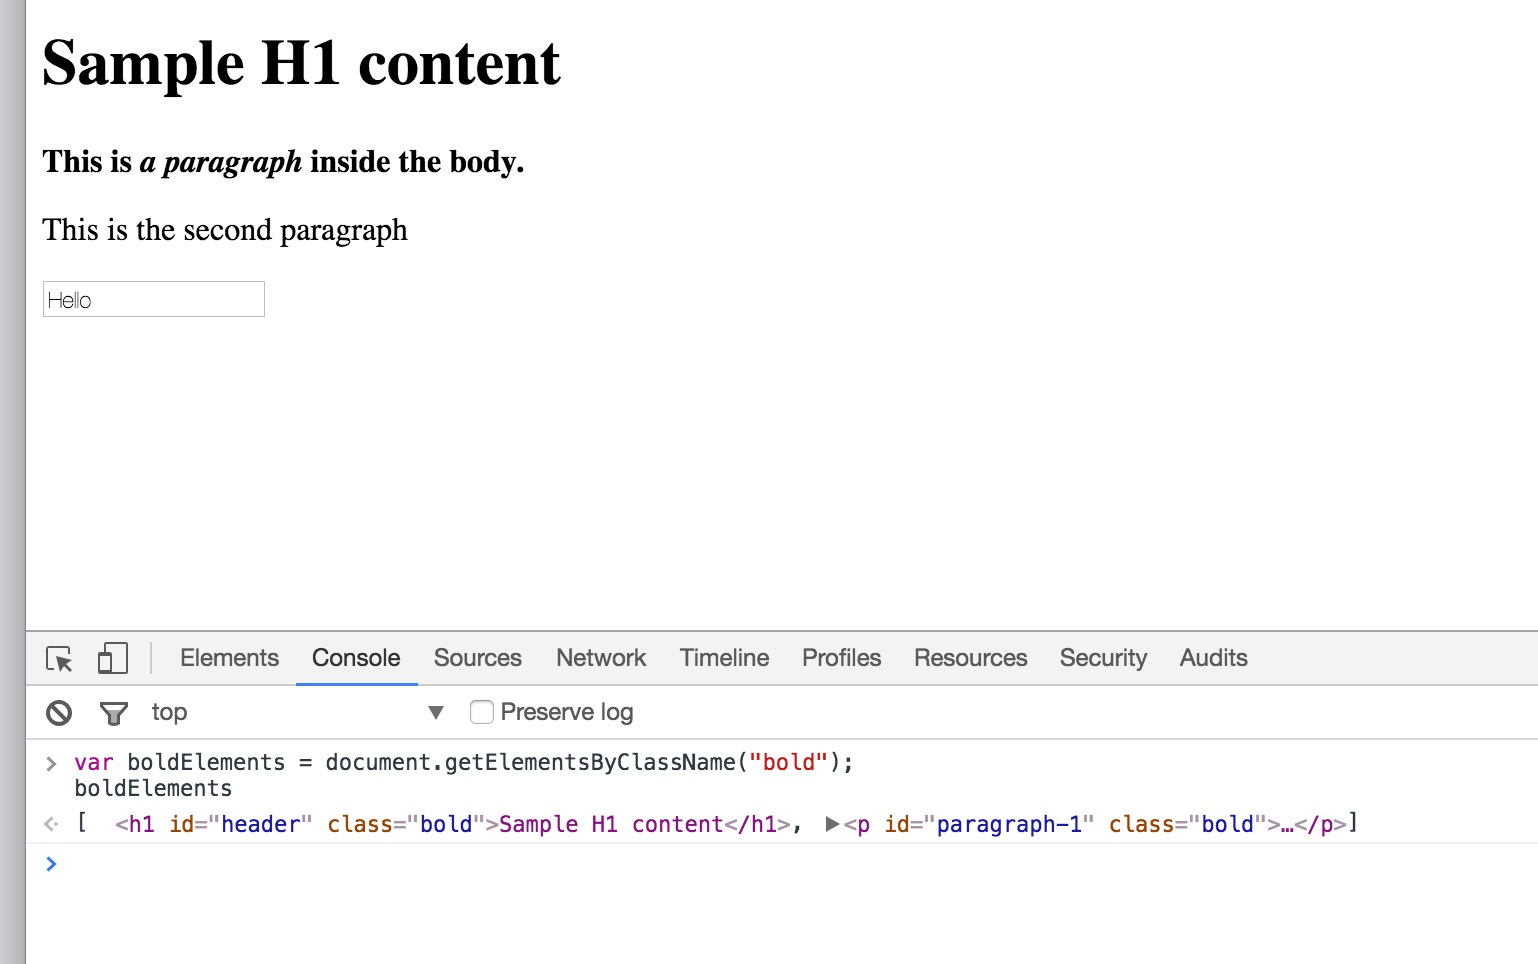 Sample H1 content
This is a paragraph inside the body.
This is the second paragraph
Hello
Elements Console Sources Network Timeline Profiles Resources Security Audits
top ▼ Preserve log
> var boldElements = document.getElementsByClassName("bold");
boldElements
[ <h1 id="header" class="bold">Sample H1 content</h1>, ▶<p id="paragraph-1" class="bold">…</p>]
>